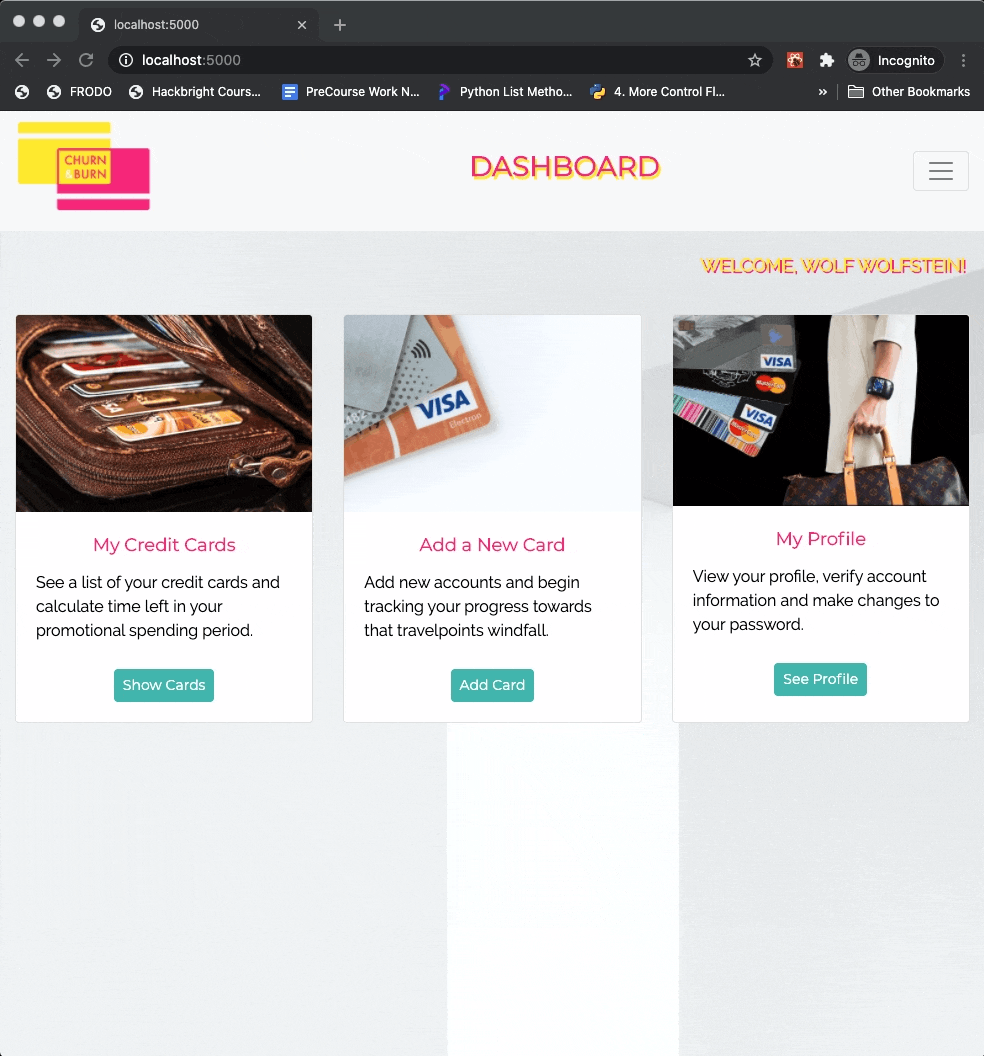 localhost:5000
localhost:5000
Incognito
FRODO
Hackbright Cours...
PreCourse Work N...
Python List Metho...
4. More Control Fl...
»
Other Bookmarks
CHURN
& BURN
DASHBOARD
WELCOME, WOLF WOLFSTEIN!
VISA
Electron
VISA
MasterCard
VISA
MasterCard
My Credit Cards
See a list of your credit cards and
calculate time left in your
promotional spending period.
Show Cards
Add a New Card
Add new accounts and begin
tracking your progress towards
that travelpoints windfall.
Add Card
My Profile
View your profile, verify account
information and make changes to
your password.
See Profile